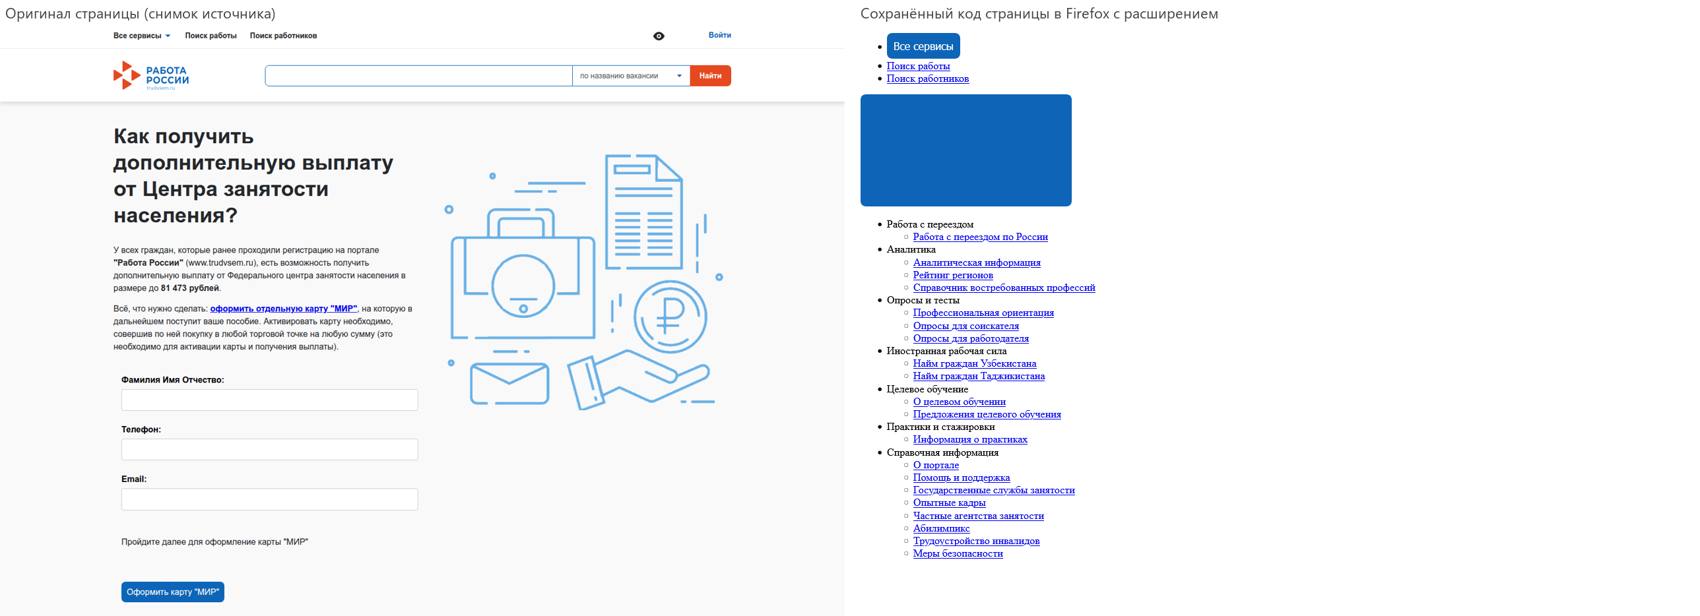 Оригинал страницы (снимок источника)
Все сервисы Поиск работы Поиск работников Войти
РАБОТА
РОССИИ
trudvsem.ru
по названию вакансии Найти
Как получить
дополнительную выплату
от Центра занятости
населения?
У всех граждан, которые ранее проходили регистрацию на портале
"Работа России" (www.trudvsem.ru), есть возможность получить
дополнительную выплату от Федерального центра занятости населения в
размере до 81 473 рублей.
Всё, что нужно сделать: оформить отдельную карту "МИР", на которую в
дальнейшем поступит ваше пособие. Активировать карту необходимо,
совершив по ней покупку в любой торговой точке на любую сумму (это
необходимо для активации карты и получения выплаты).
Фамилия Имя Отчество:
Телефон:
Email:
Пройдите далее для оформление карты "МИР"
Оформить карту "МИР"
Сохранённый код страницы в Firefox с расширением
Все сервисы
Поиск работы
Поиск работников
Работа с переездом
Работа с переездом по России
Аналитика
Аналитическая информация
Рейтинг регионов
Справочник востребованных профессий
Опросы и тесты
Профессиональная ориентация
Опросы для соискателя
Опросы для работодателя
Иностранная рабочая сила
Найм граждан Узбекистана
Найм граждан Таджикистана
Целевое обучение
О целевом обучении
Предложения целевого обучения
Практики и стажировки
Информация о практиках
Справочная информация
О портале
Помощь и поддержка
Государственные службы занятости
Опытные кадры
Частные агентства занятости
Абилимпикс
Трудоустройство инвалидов
Меры безопасности